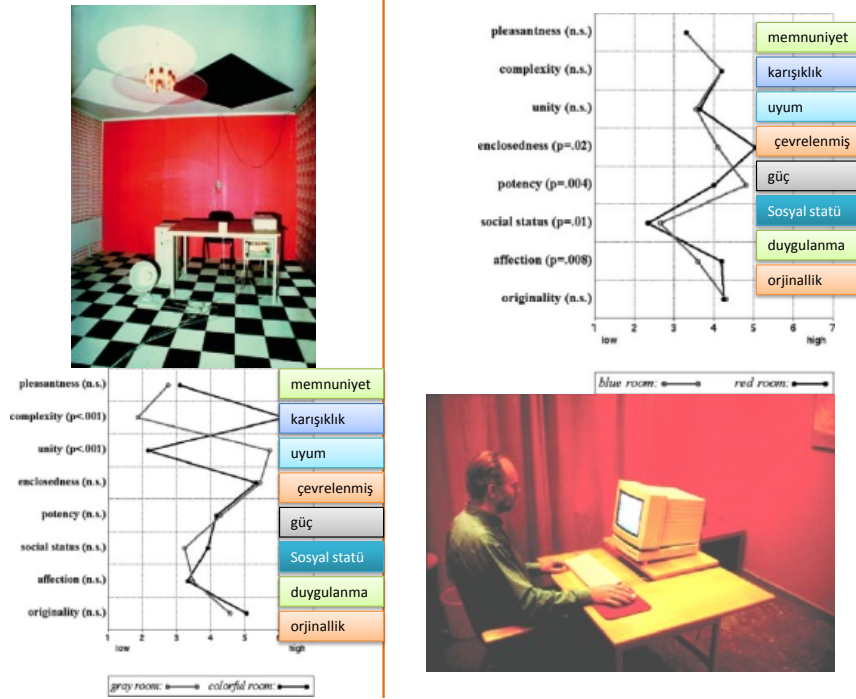 pleasantness (n.s.)
complexity (p<.001)
unity (p<.001)
enclosedness (n.s.)
potency (n.s.)
social status (n.s.)
affection (n.s.)
originality (n.s.)
memnuniyet
karışıklık
uyum
çevrelenmiş
güç
Sosyal statü
duygulanma
orjinallik
1 2 3 4 5 6
low high
gray room: colorful room:
pleasantness (n.s.)
complexity (n.s.)
unity (n.s.)
enclosedness (p=.02)
potency (p=.004)
social status (p=.01)
affection (p=.008)
originality (n.s.)
memnuniyet
karışıklık
uyum
çevrelenmiş
güç
Sosyal statü
duygulanma
orjinallik
1 2 3 4 5 6 7
low high
blue room: red room: